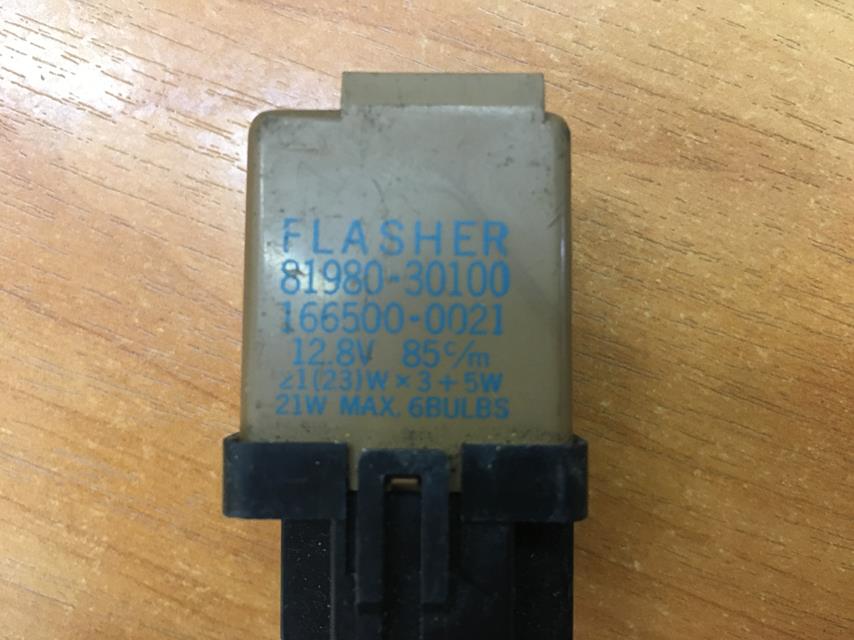 FLASHER
81980-30100
166500-0021
12.8V 85c/m
21(23)W×3+5W
21W MAX. 6BULBS